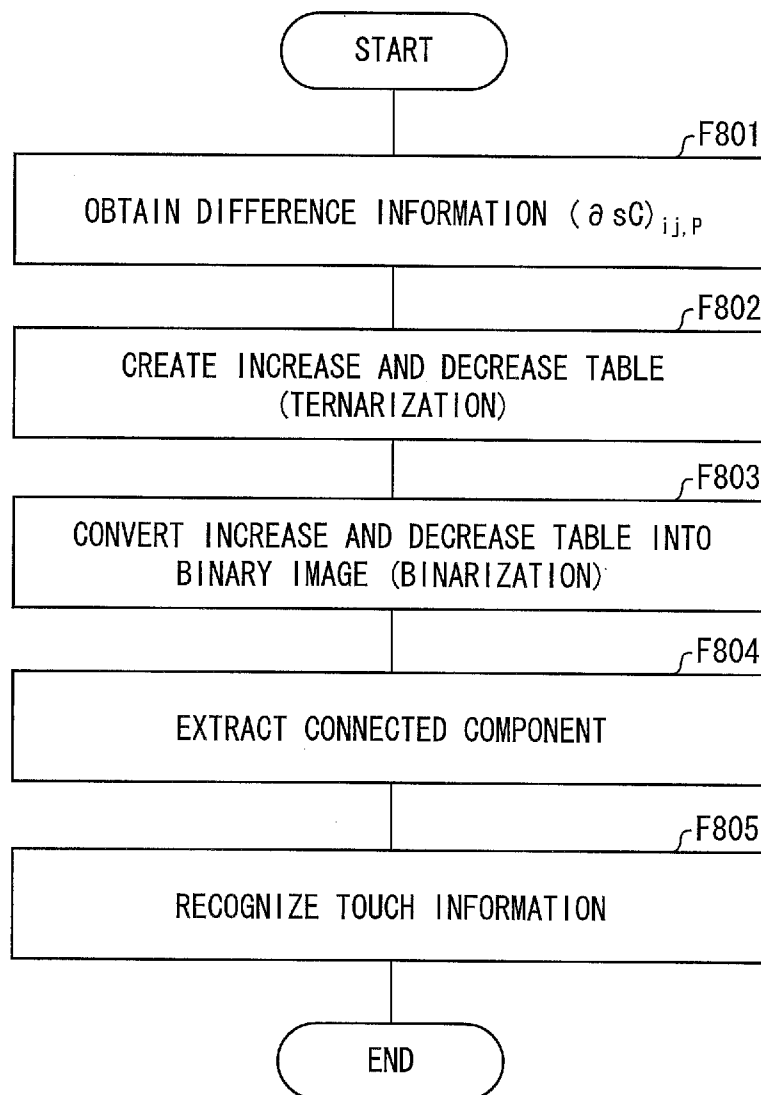 START
F801
OBTAIN DIFFERENCE INFORMATION (∂sC)ij,P
F802
CREATE INCREASE AND DECREASE TABLE
(TERNARIZATION)
F803
CONVERT INCREASE AND DECREASE TABLE INTO
BINARY IMAGE (BINARIZATION)
F804
EXTRACT CONNECTED COMPONENT
F805
RECOGNIZE TOUCH INFORMATION
END